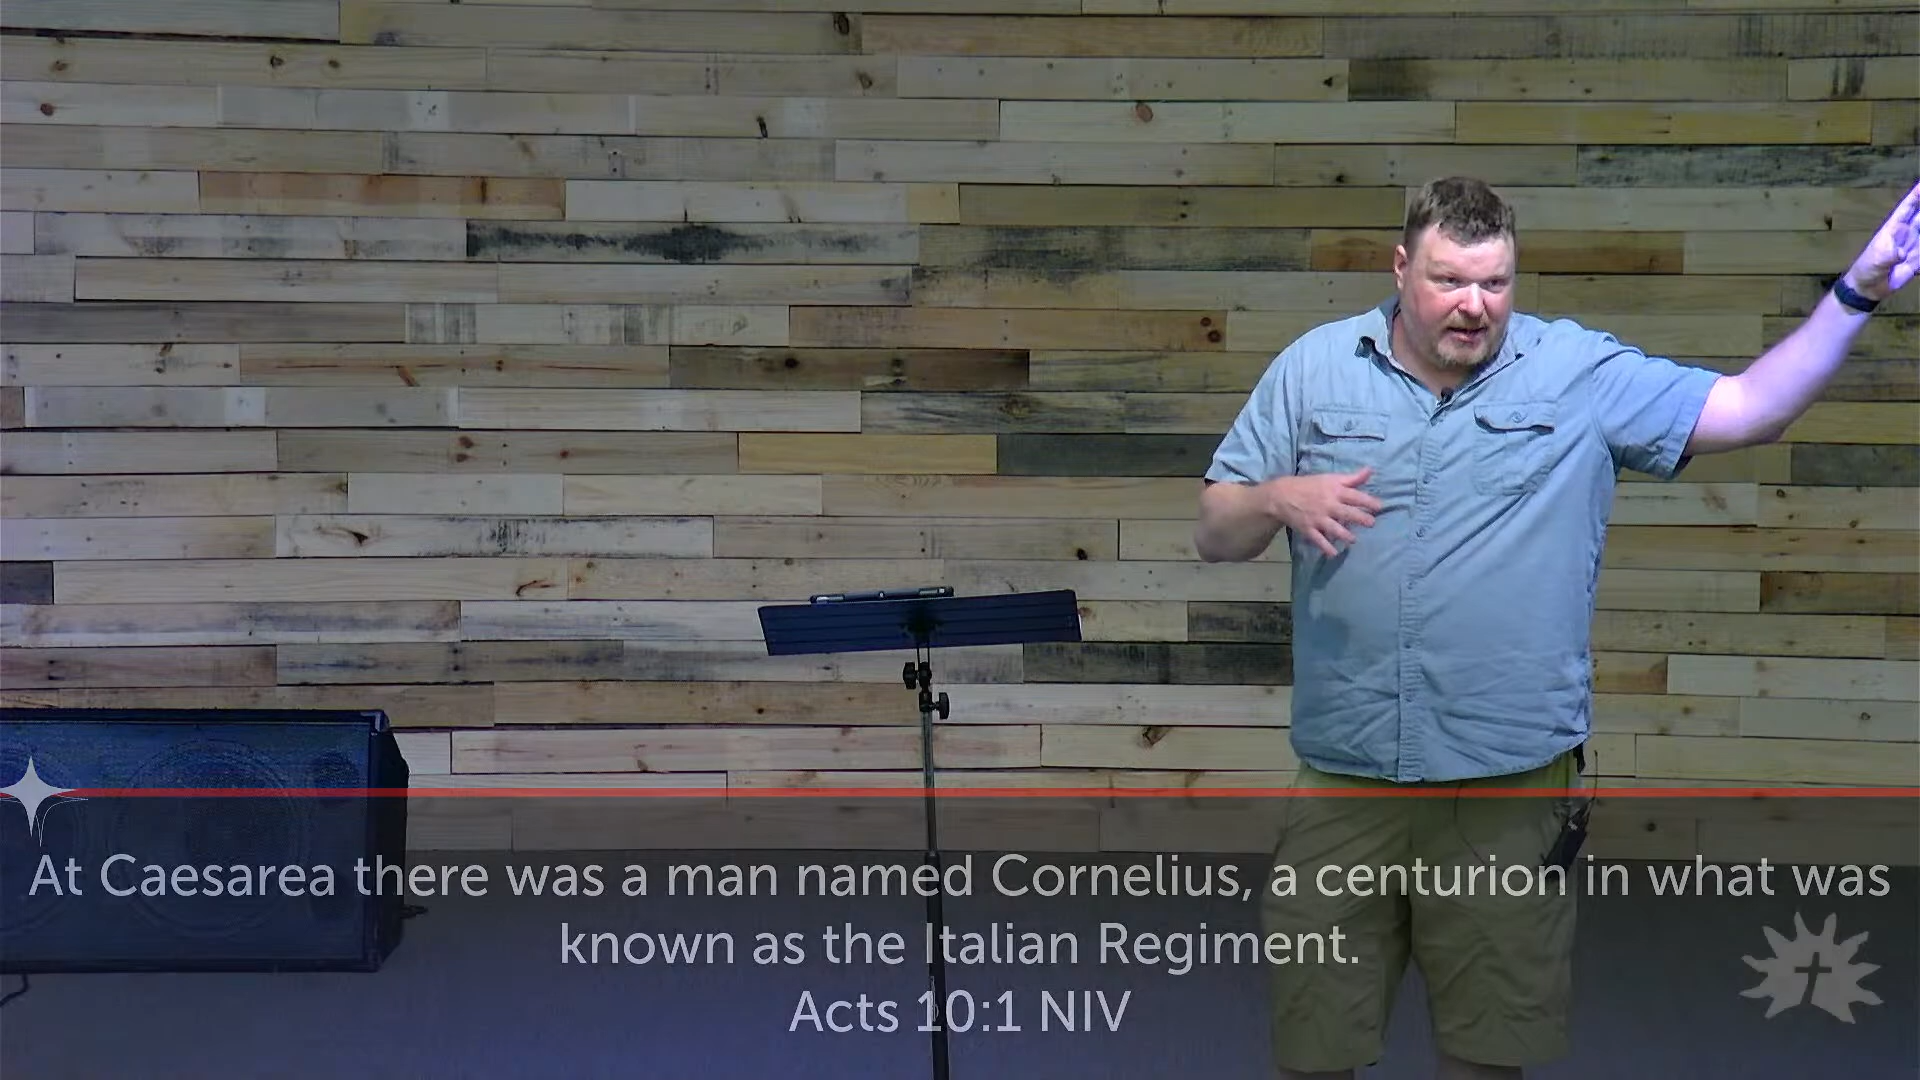 At Caesarea there was a man named Cornelius, a centurion in what was
known as the Italian Regiment.
Acts 10:1 NIV